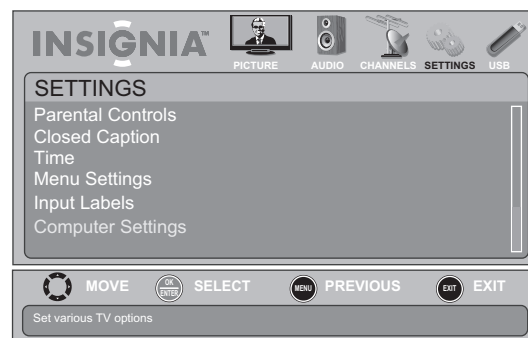 INSIGNIA™
PICTURE AUDIO CHANNELS SETTINGS USB
SETTINGS
Parental Controls
Closed Caption
Time
Menu Settings
Input Labels
Computer Settings
MOVE OK ENTER SELECT MENU PREVIOUS EXIT EXIT
Set various TV options